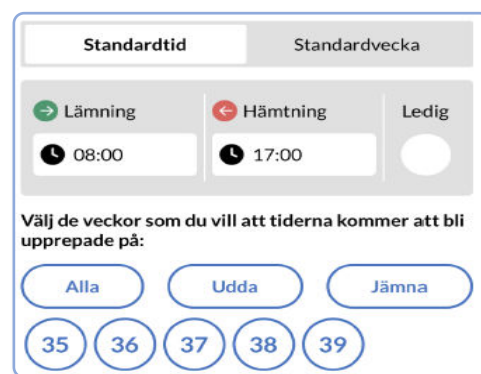 Standardtid Standardvecka
Lämning Hämtning Ledig
08:00 17:00
Välj de veckor som du vill att tiderna kommer att bli
upprepade på:
Alla Udda Jämna
35 36 37 38 39